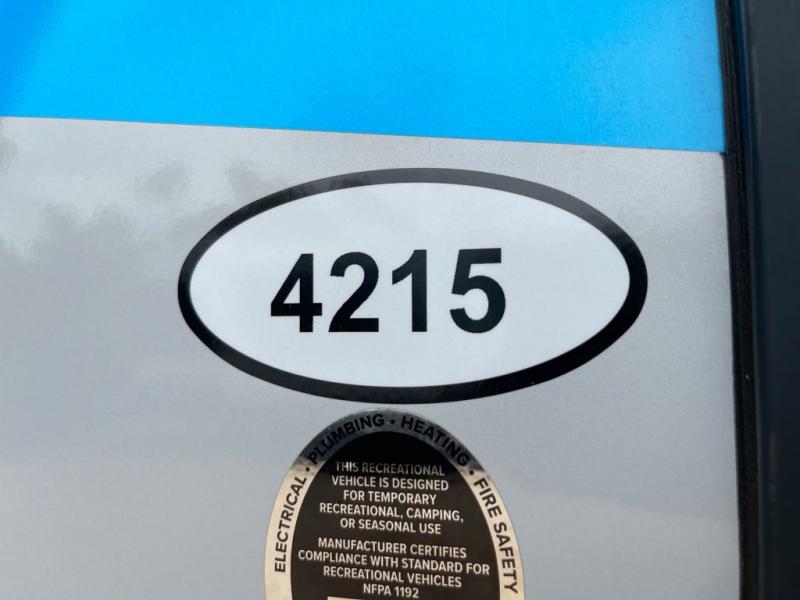 4215
ELECTRICAL • PLUMBING • HEATING • FIRE SAFETY
THIS RECREATIONAL
VEHICLE IS DESIGNED
FOR TEMPORARY
RECREATIONAL, CAMPING,
OR SEASONAL USE
MANUFACTURER CERTIFIES
COMPLIANCE WITH STANDARD FOR
RECREATIONAL VEHICLES
NFPA 1192